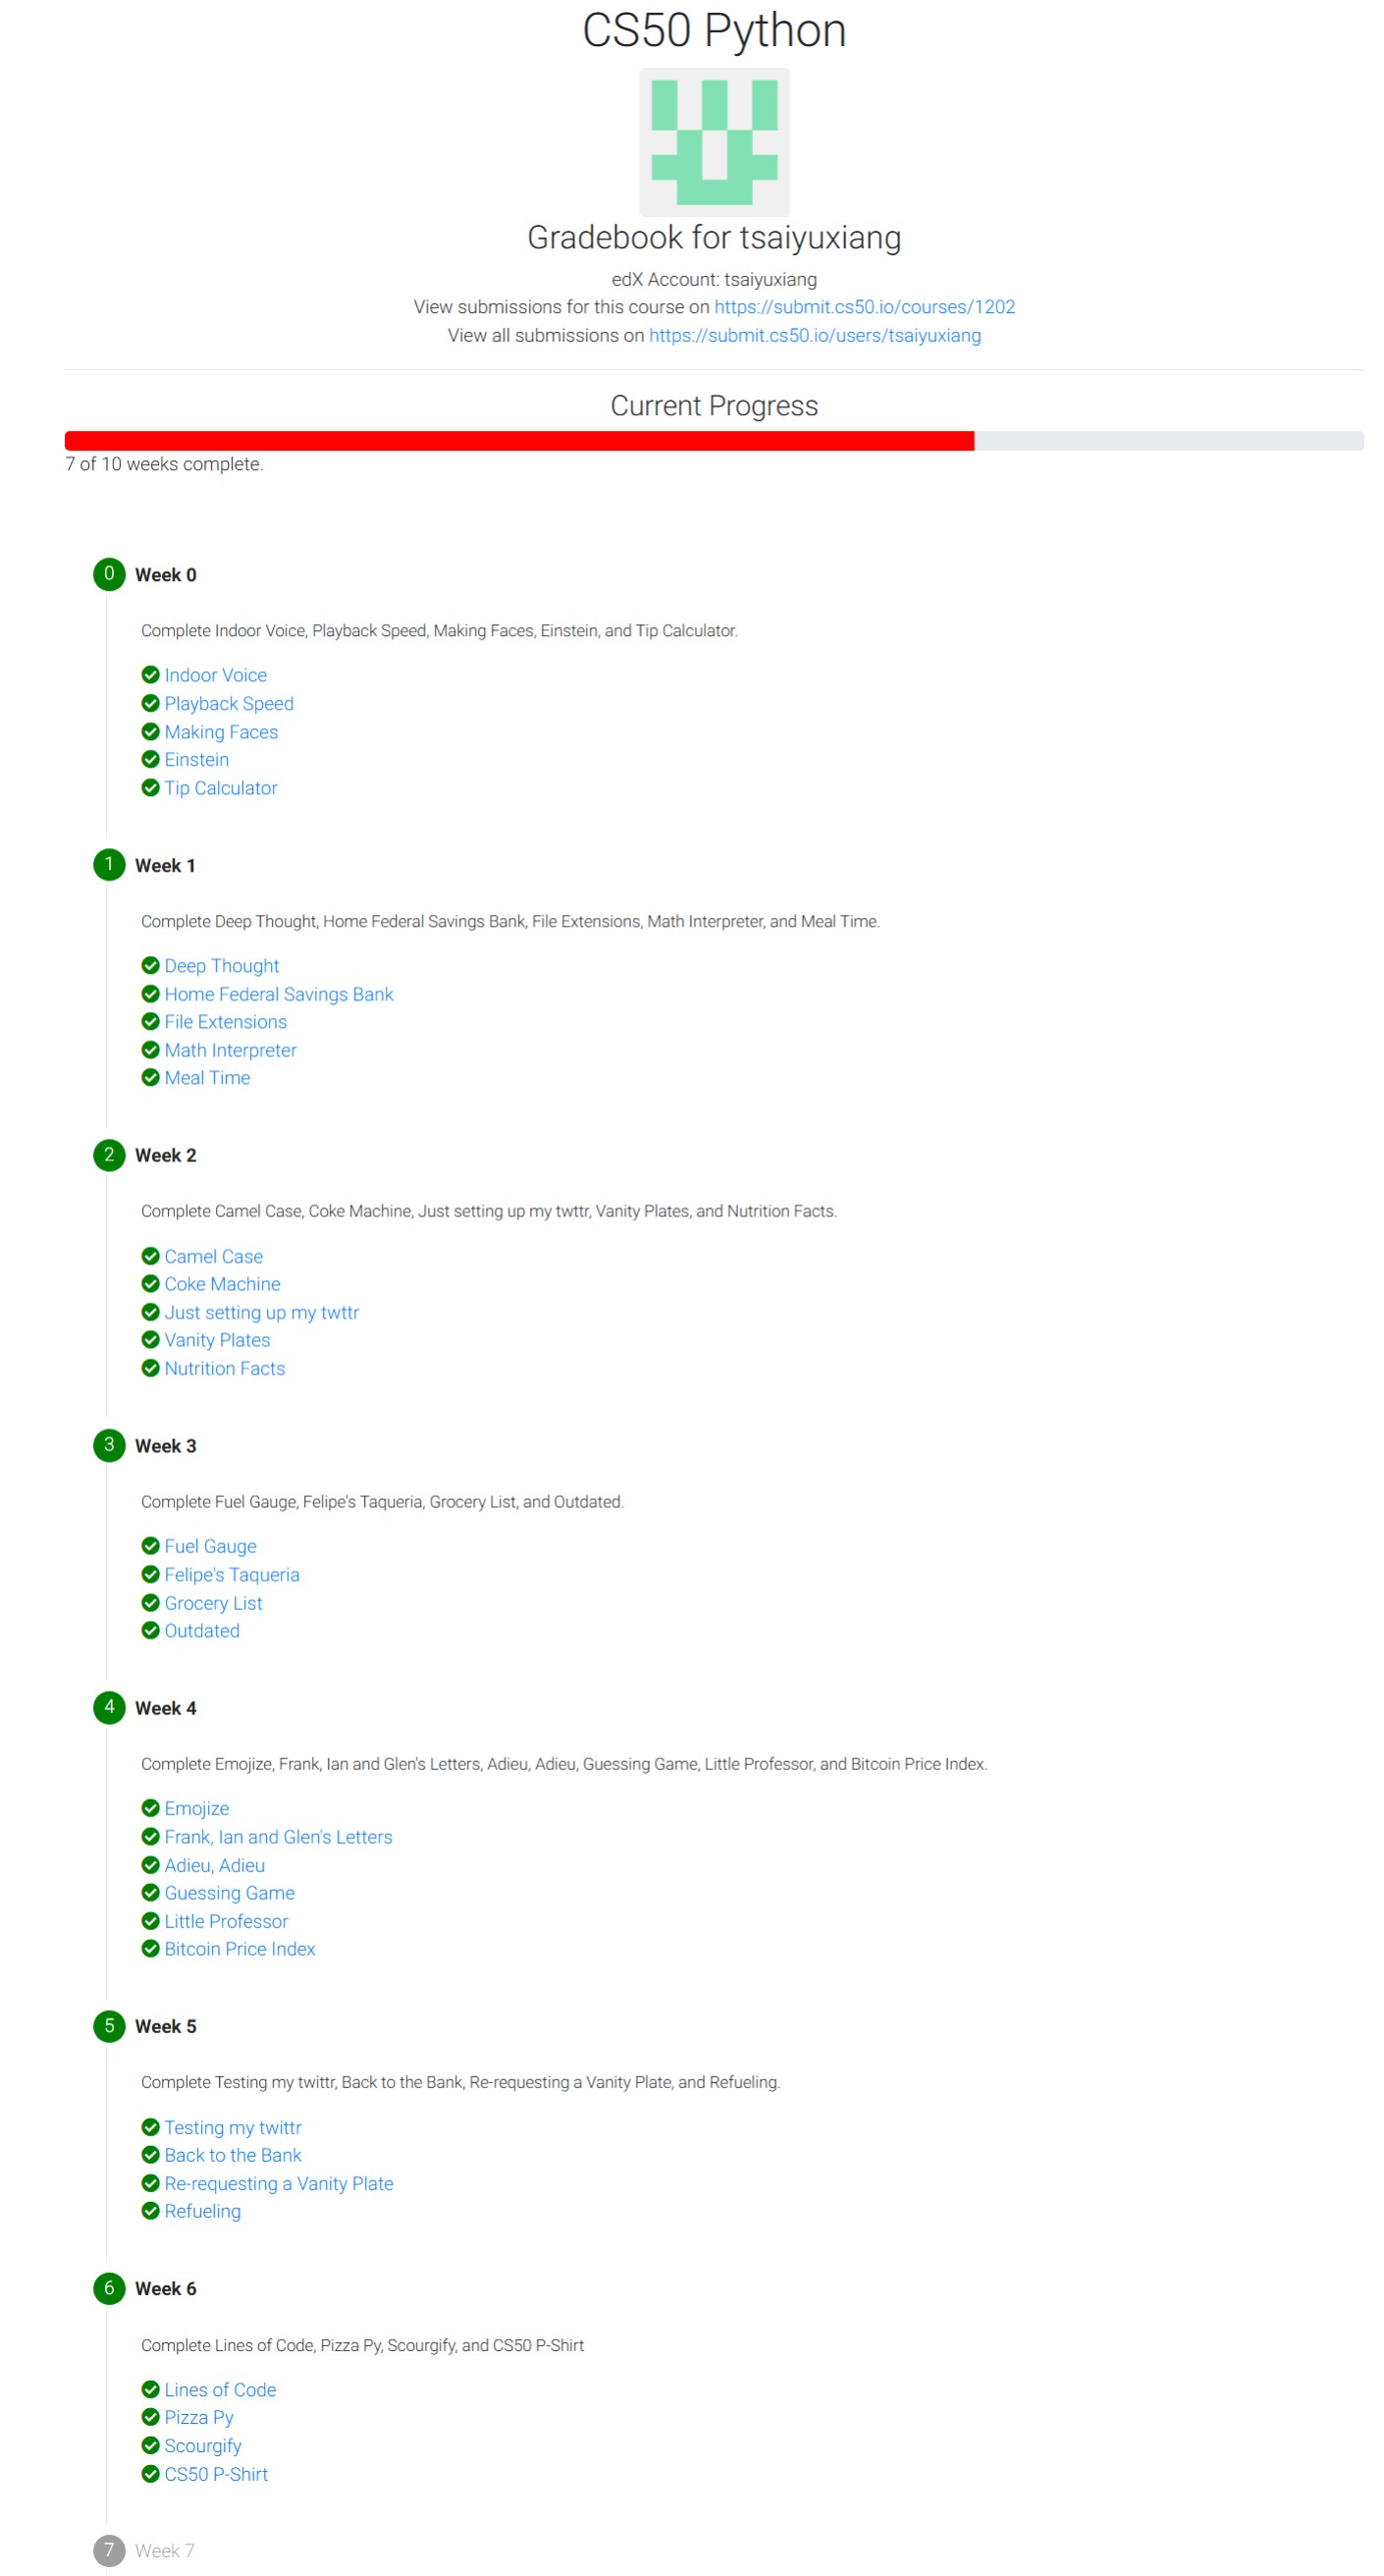 CS50 Python
Gradebook for tsaiyuxiang
edX Account: tsaiyuxiang
View submissions for this course on https://submit.cs50.io/courses/1202
View all submissions on https://submit.cs50.io/users/tsaiyuxiang
Current Progress
7 of 10 weeks complete.
0 Week 0
Complete Indoor Voice, Playback Speed, Making Faces, Einstein, and Tip Calculator.
Indoor Voice
Playback Speed
Making Faces
Einstein
Tip Calculator
1 Week 1
Complete Deep Thought, Home Federal Savings Bank, File Extensions, Math Interpreter, and Meal Time.
Deep Thought
Home Federal Savings Bank
File Extensions
Math Interpreter
Meal Time
2 Week 2
Complete Camel Case, Coke Machine, Just setting up my twttr, Vanity Plates, and Nutrition Facts.
Camel Case
Coke Machine
Just setting up my twttr
Vanity Plates
Nutrition Facts
3 Week 3
Complete Fuel Gauge, Felipe's Taqueria, Grocery List, and Outdated.
Fuel Gauge
Felipe's Taqueria
Grocery List
Outdated
4 Week 4
Complete Emojize, Frank, Ian and Glen's Letters, Adieu, Adieu, Guessing Game, Little Professor, and Bitcoin Price Index.
Emojize
Frank, Ian and Glen's Letters
Adieu, Adieu
Guessing Game
Little Professor
Bitcoin Price Index
5 Week 5
Complete Testing my twittr, Back to the Bank, Re-requesting a Vanity Plate, and Refueling.
Testing my twittr
Back to the Bank
Re-requesting a Vanity Plate
Refueling
6 Week 6
Complete Lines of Code, Pizza Py, Scourgify, and CS50 P-Shirt
Lines of Code
Pizza Py
Scourgify
CS50 P-Shirt
7 Week 7